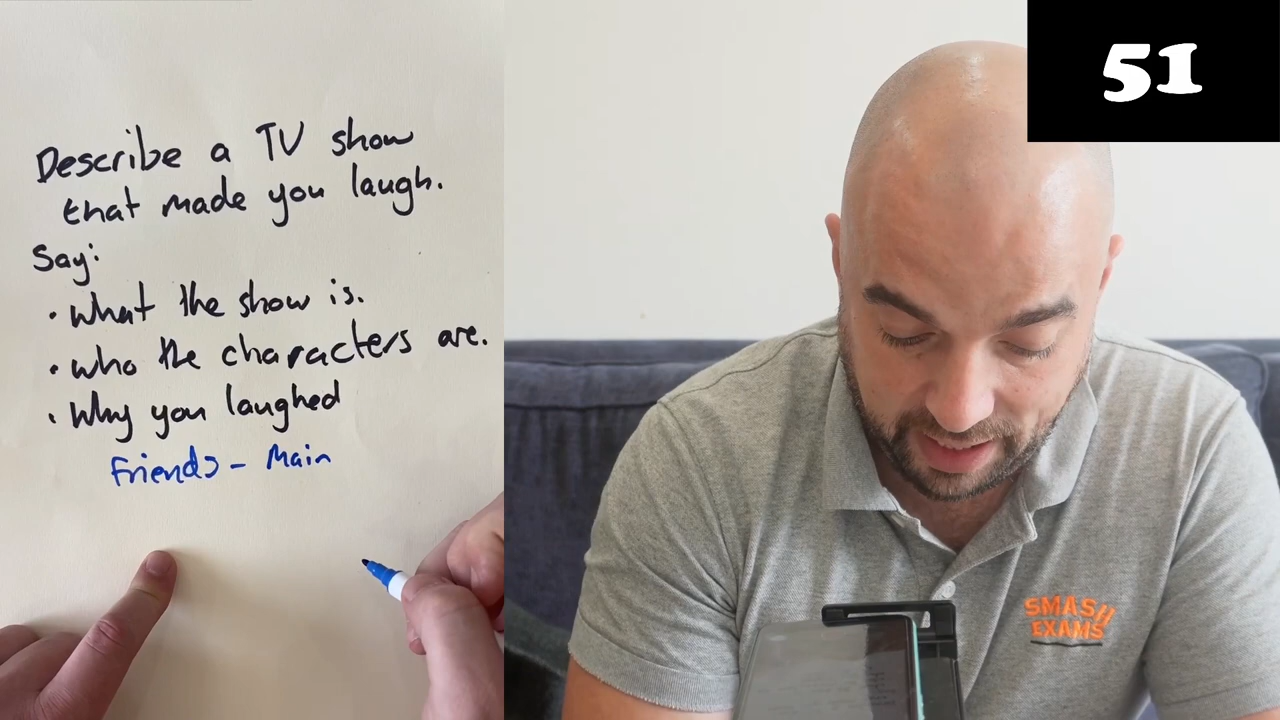 Describe a TV show
that made you laugh.
Say:
• What the show is.
• who the characters are.
• Why you laughed
Friends - Main
51
SMASH
EXAMS